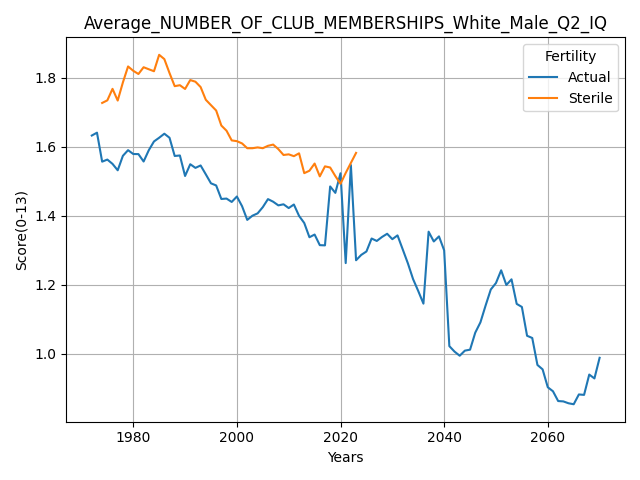 Average_NUMBER_OF_CLUB_MEMBERSHIPS_White_Male_Q2_IQ
Fertility
Actual
Sterile
Score(0-13)
1.8
1.6
1.4
1.2
1.0
1980
2000
2020
2040
2060
Years